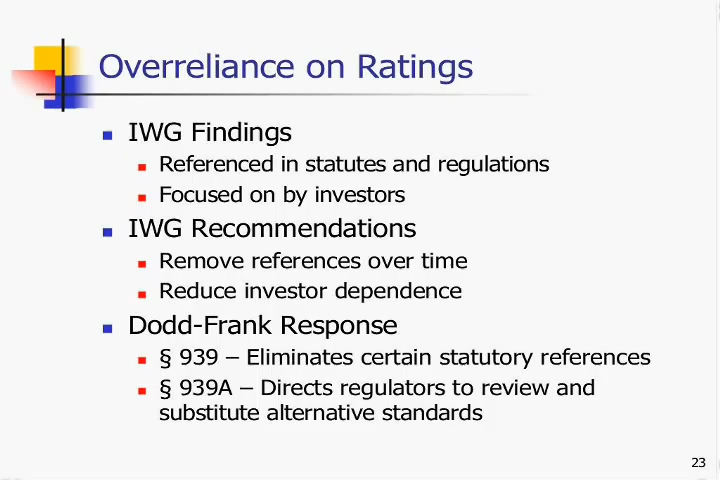 Overreliance on Ratings
IWG Findings
Referenced in statutes and regulations
Focused on by investors
IWG Recommendations
Remove references over time
Reduce investor dependence
Dodd-Frank Response
§ 939 – Eliminates certain statutory references
§ 939A – Directs regulators to review and
substitute alternative standards
23